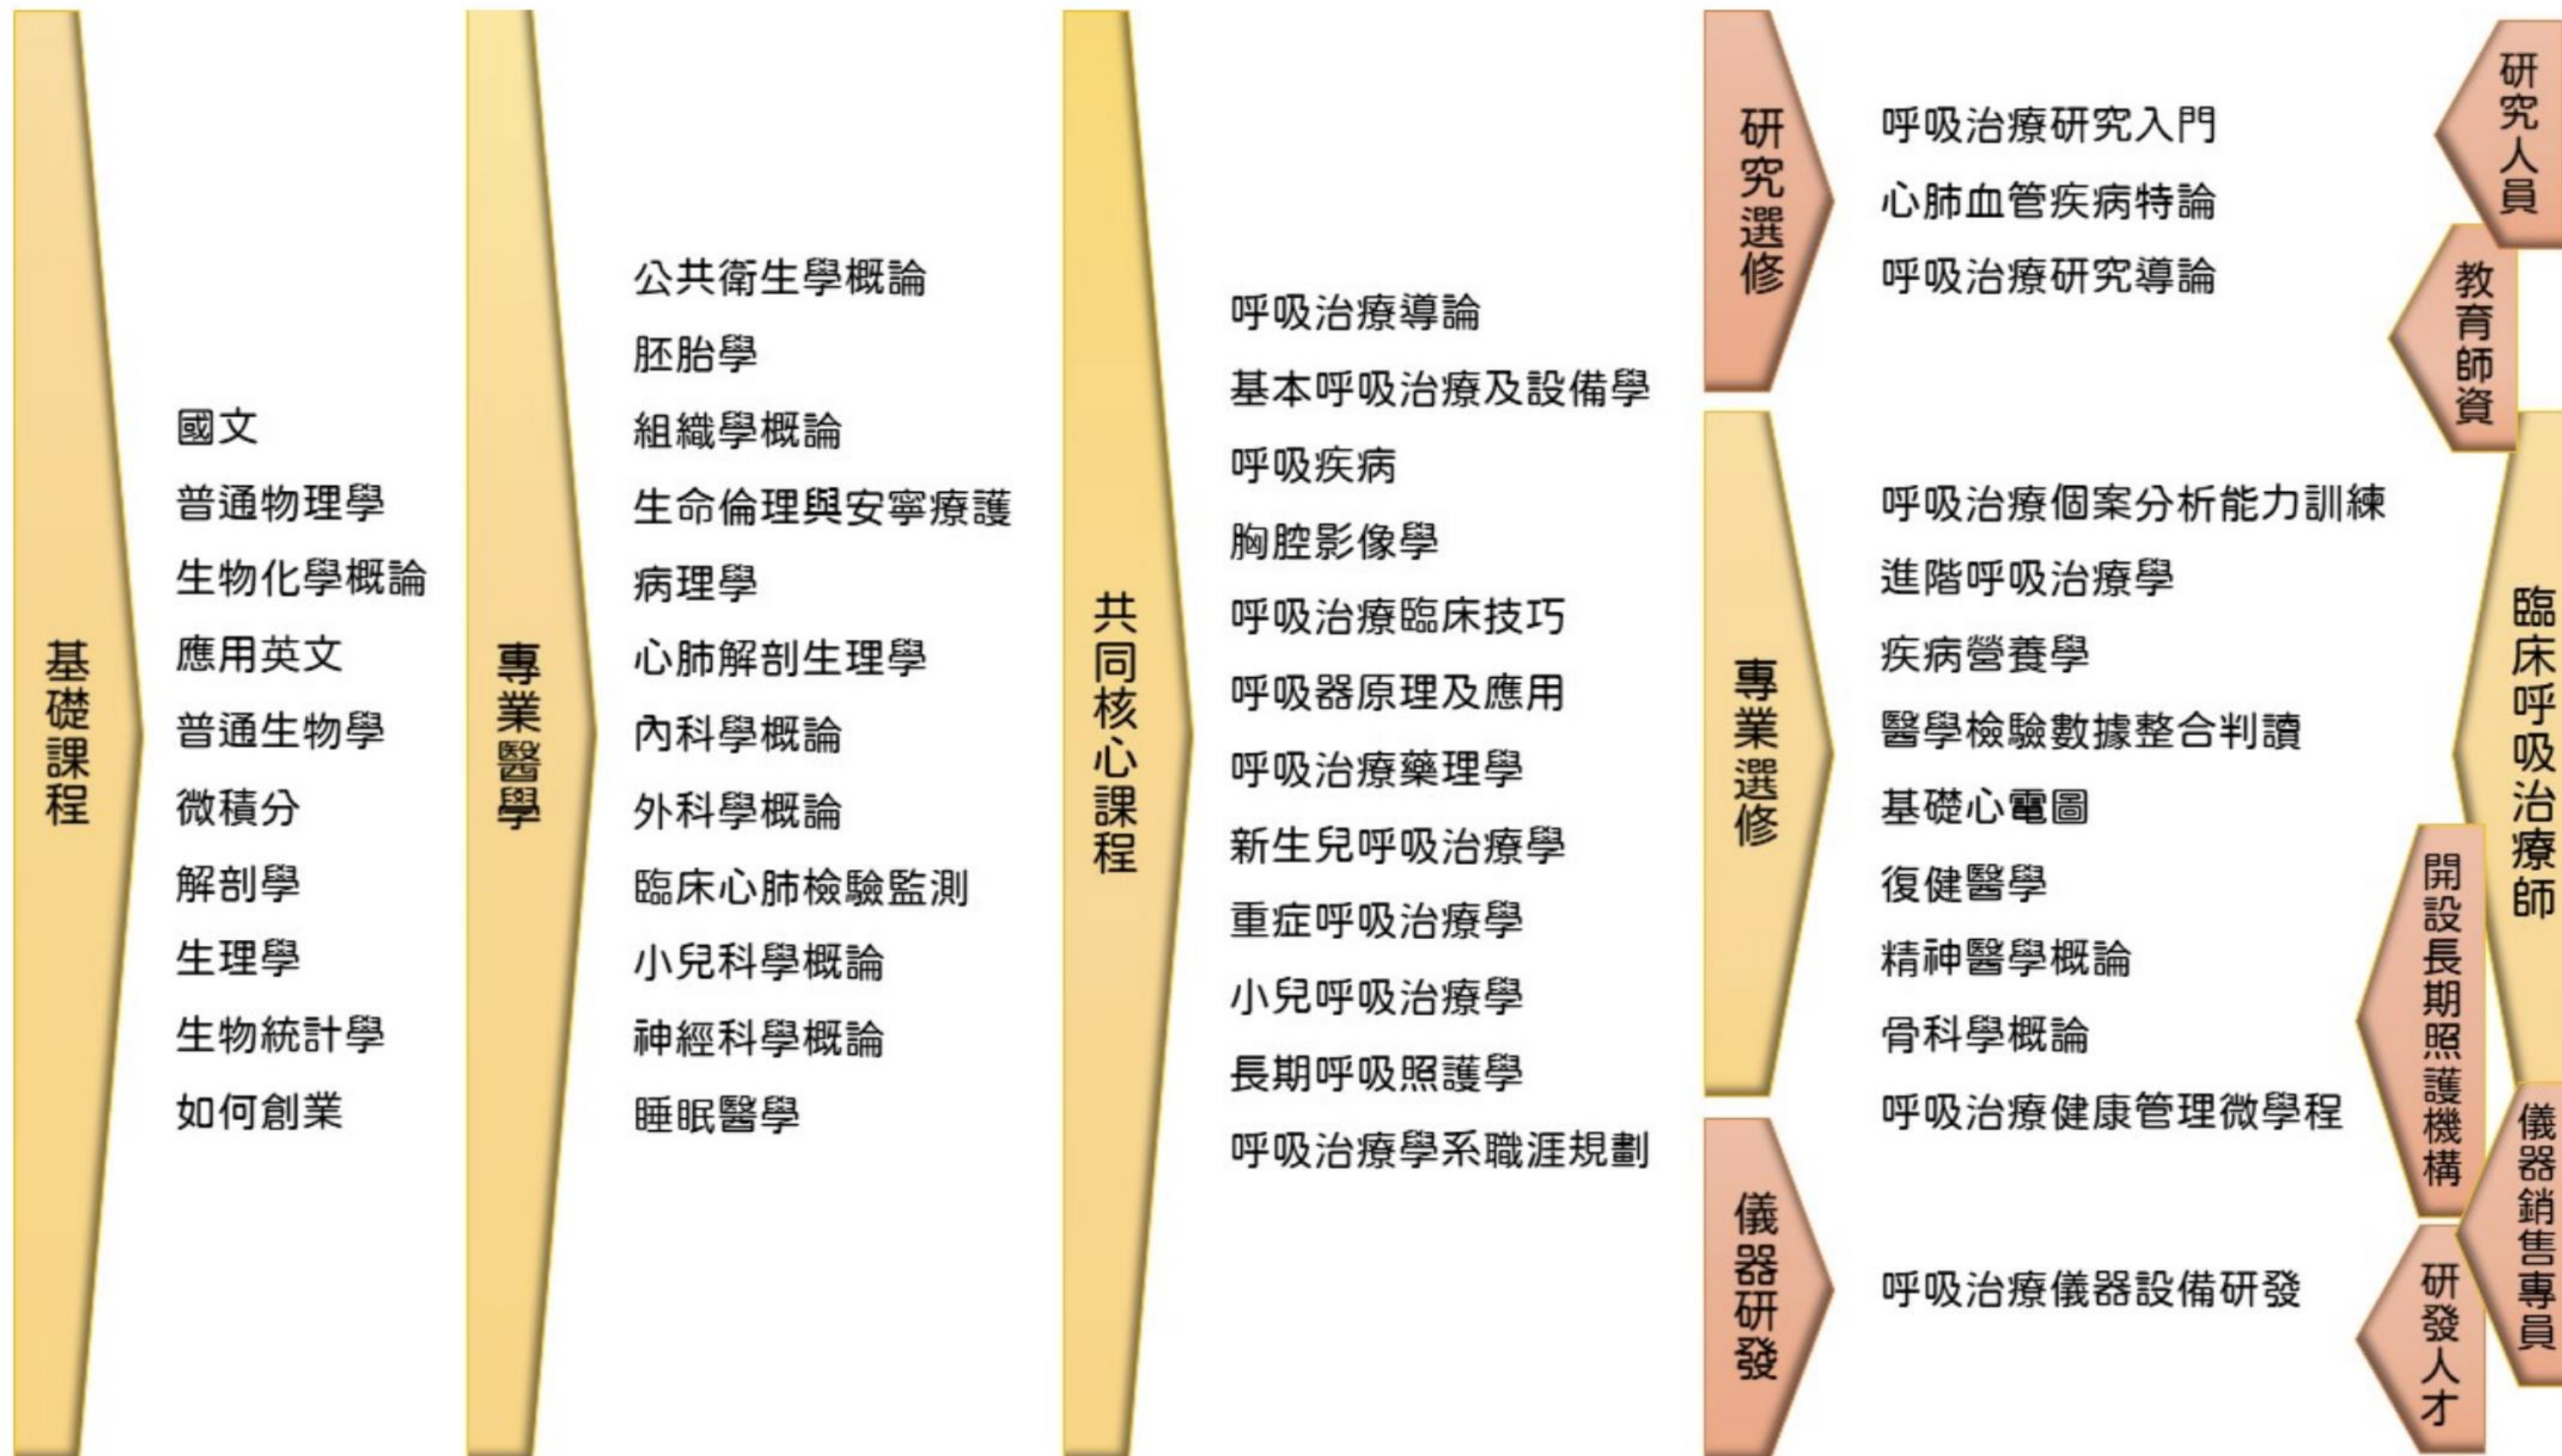 基礎課程
國文
普通物理學
生物化學概論
應用英文
普通生物學
微積分
解剖學
生理學
生物統計學
如何創業
專業醫學
公共衛生學概論
胚胎學
組織學概論
生命倫理與安寧療護
病理學
心肺解剖生理學
內科學概論
外科學概論
臨床心肺檢驗監測
小兒科學概論
神經科學概論
睡眠醫學
共同核心課程
呼吸治療導論
基本呼吸治療及設備學
呼吸疾病
胸腔影像學
呼吸治療臨床技巧
呼吸器原理及應用
呼吸治療藥理學
新生兒呼吸治療學
重症呼吸治療學
小兒呼吸治療學
長期呼吸照護學
呼吸治療學系職涯規劃
研究選修
呼吸治療研究入門
心肺血管疾病特論
呼吸治療研究導論
專業選修
呼吸治療個案分析能力訓練
進階呼吸治療學
疾病營養學
醫學檢驗數據整合判讀
基礎心電圖
復健醫學
精神醫學概論
骨科學概論
呼吸治療健康管理微學程
儀器研發
呼吸治療儀器設備研發
研究人員
教育師資
臨床呼吸治療師
開設長期照護機構
儀器銷售專員
研發人才